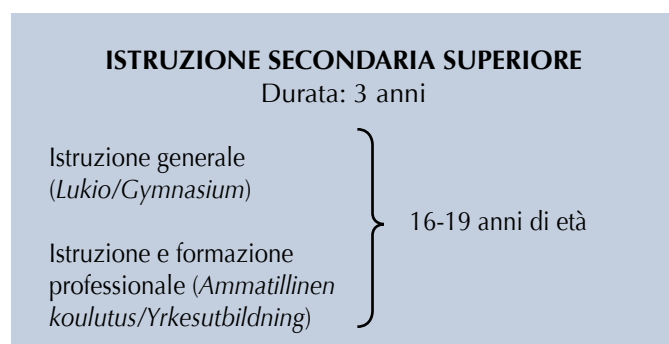 ISTRUZIONE SECONDARIA SUPERIORE
Durata: 3 anni
Istruzione generale
(Lukio/Gymnasium)
16-19 anni di età
Istruzione e formazione
professionale (Ammatillinen
koulutus/Yrkesutbildning)